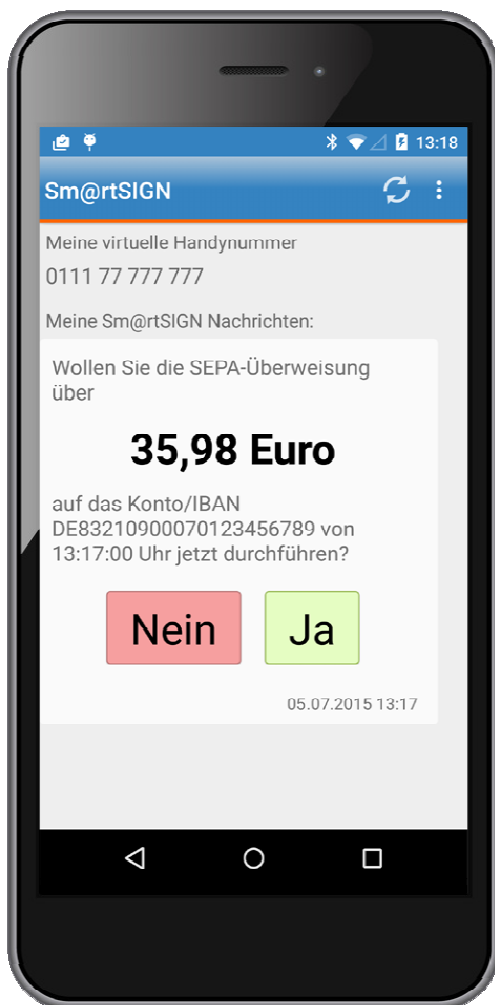 13:18
Sm@rtSIGN
Meine virtuelle Handynummer
0111 77 777 777
Meine Sm@rtSIGN Nachrichten:
Wollen Sie die SEPA-Überweisung
über
35,98 Euro
auf das Konto/IBAN
DE83210900070123456789 von
13:17:00 Uhr jetzt durchführen?
Nein Ja
05.07.2015 13:17